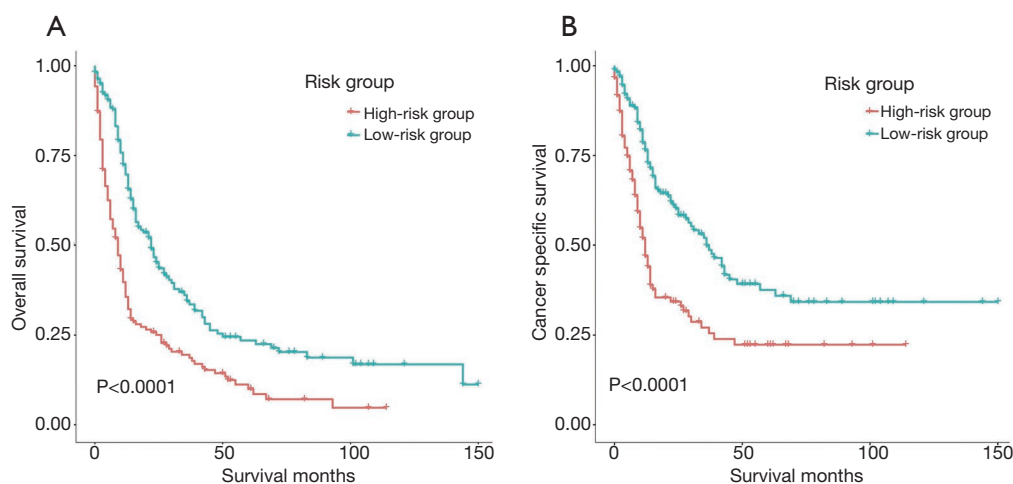 A
1.00
0.75
0.50
0.25
0.00
Overall survival
Risk group
High-risk group
Low-risk group
P<0.0001
0
50
100
150
Survival months
B
1.00
0.75
0.50
0.25
0.00
Cancer specific survival
Risk group
High-risk group
Low-risk group
P<0.0001
0
50
100
150
Survival months